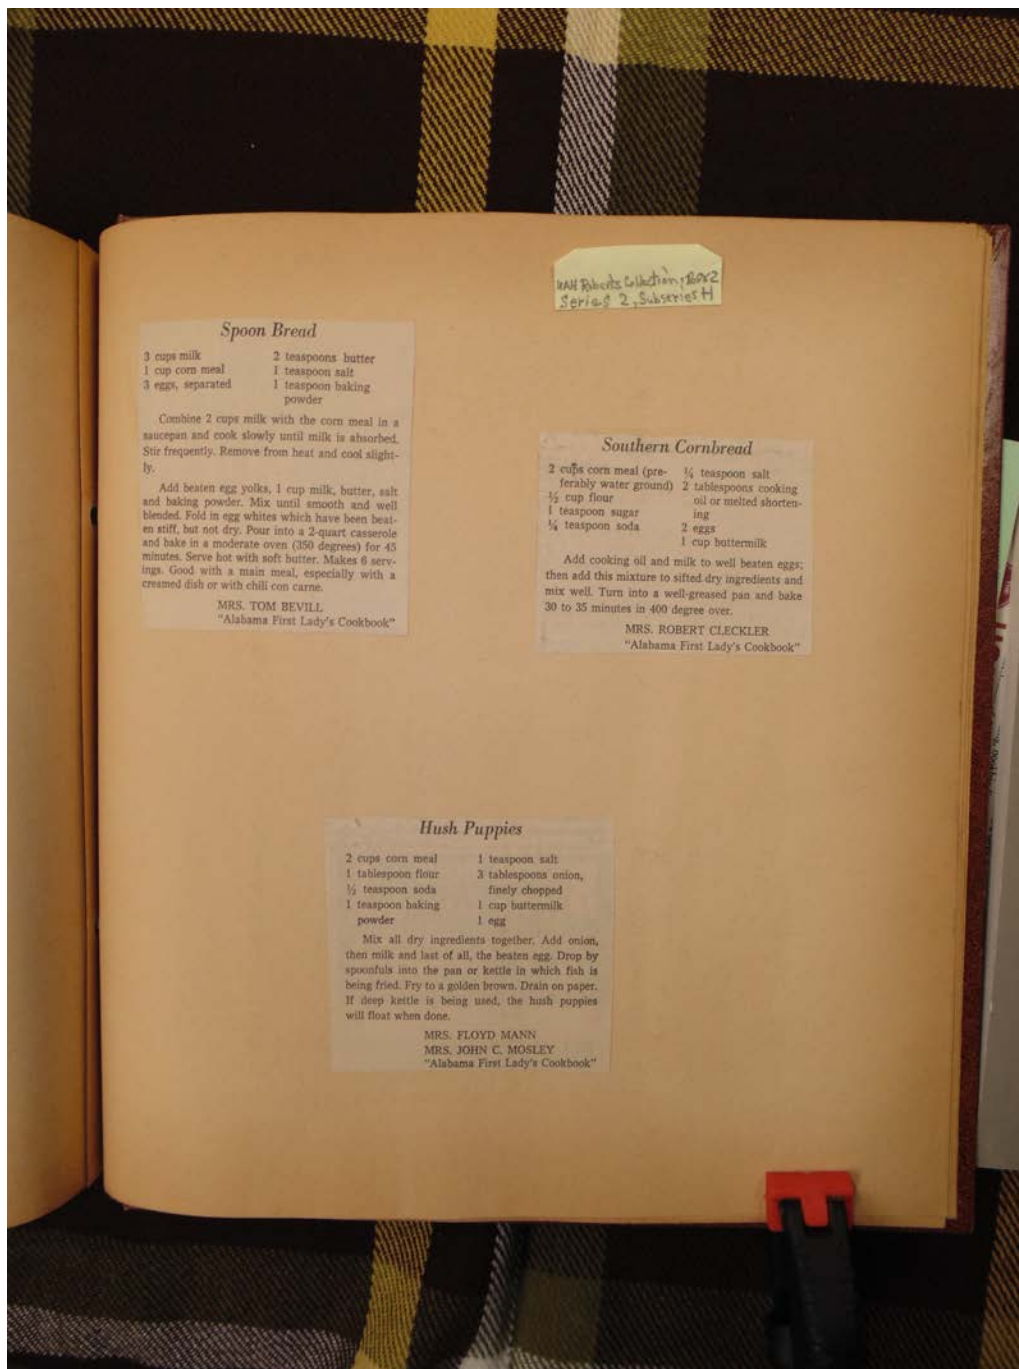 UAH Roberts Collection, Box 2
Series 2, Subseries H
Spoon Bread
3 cups milk
1 cup corn meal
3 eggs, separated
2 teaspoons butter
1 teaspoon salt
1 teaspoon baking
powder
Combine 2 cups milk with the corn meal in a
saucepan and cook slowly until milk is absorbed.
Stir frequently. Remove from heat and cool slight-
ly.
Add beaten egg yolks, 1 cup milk, butter, salt
and baking powder. Mix until smooth and well
blended. Fold in egg whites which have been beat-
en stiff, but not dry. Pour into a 2-quart casserole
and bake in a moderate oven (350 degrees) for 45
minutes. Serve hot with soft butter. Makes 6 serv-
ings. Good with a main meal, especially with a
creamed dish or with chili con carne.
MRS. TOM BEVILL
"Alabama First Lady's Cookbook"
Southern Cornbread
2 cups corn meal (pre-
ferably water ground)
½ cup flour
1 teaspoon sugar
¼ teaspoon soda
¼ teaspoon salt
2 tablespoons cooking
oil or melted shorten-
ing
2 eggs
1 cup buttermilk
Add cooking oil and milk to well beaten eggs;
then add this mixture to sifted dry ingredients and
mix well. Turn into a well-greased pan and bake
30 to 35 minutes in 400 degree over.
MRS. ROBERT CLECKLER
"Alabama First Lady's Cookbook"
Hush Puppies
2 cups corn meal
1 tablespoon flour
½ teaspoon soda
1 teaspoon baking
powder
1 teaspoon salt
3 tablespoons onion,
finely chopped
1 cup buttermilk
1 egg
Mix all dry ingredients together. Add onion,
then milk and last of all, the beaten egg. Drop by
spoonfuls into the pan or kettle in which fish is
being fried. Fry to a golden brown. Drain on paper.
If deep kettle is being used, the hush puppies
will float when done.
MRS. FLOYD MANN
MRS. JOHN C. MOSLEY
"Alabama First Lady's Cookbook"